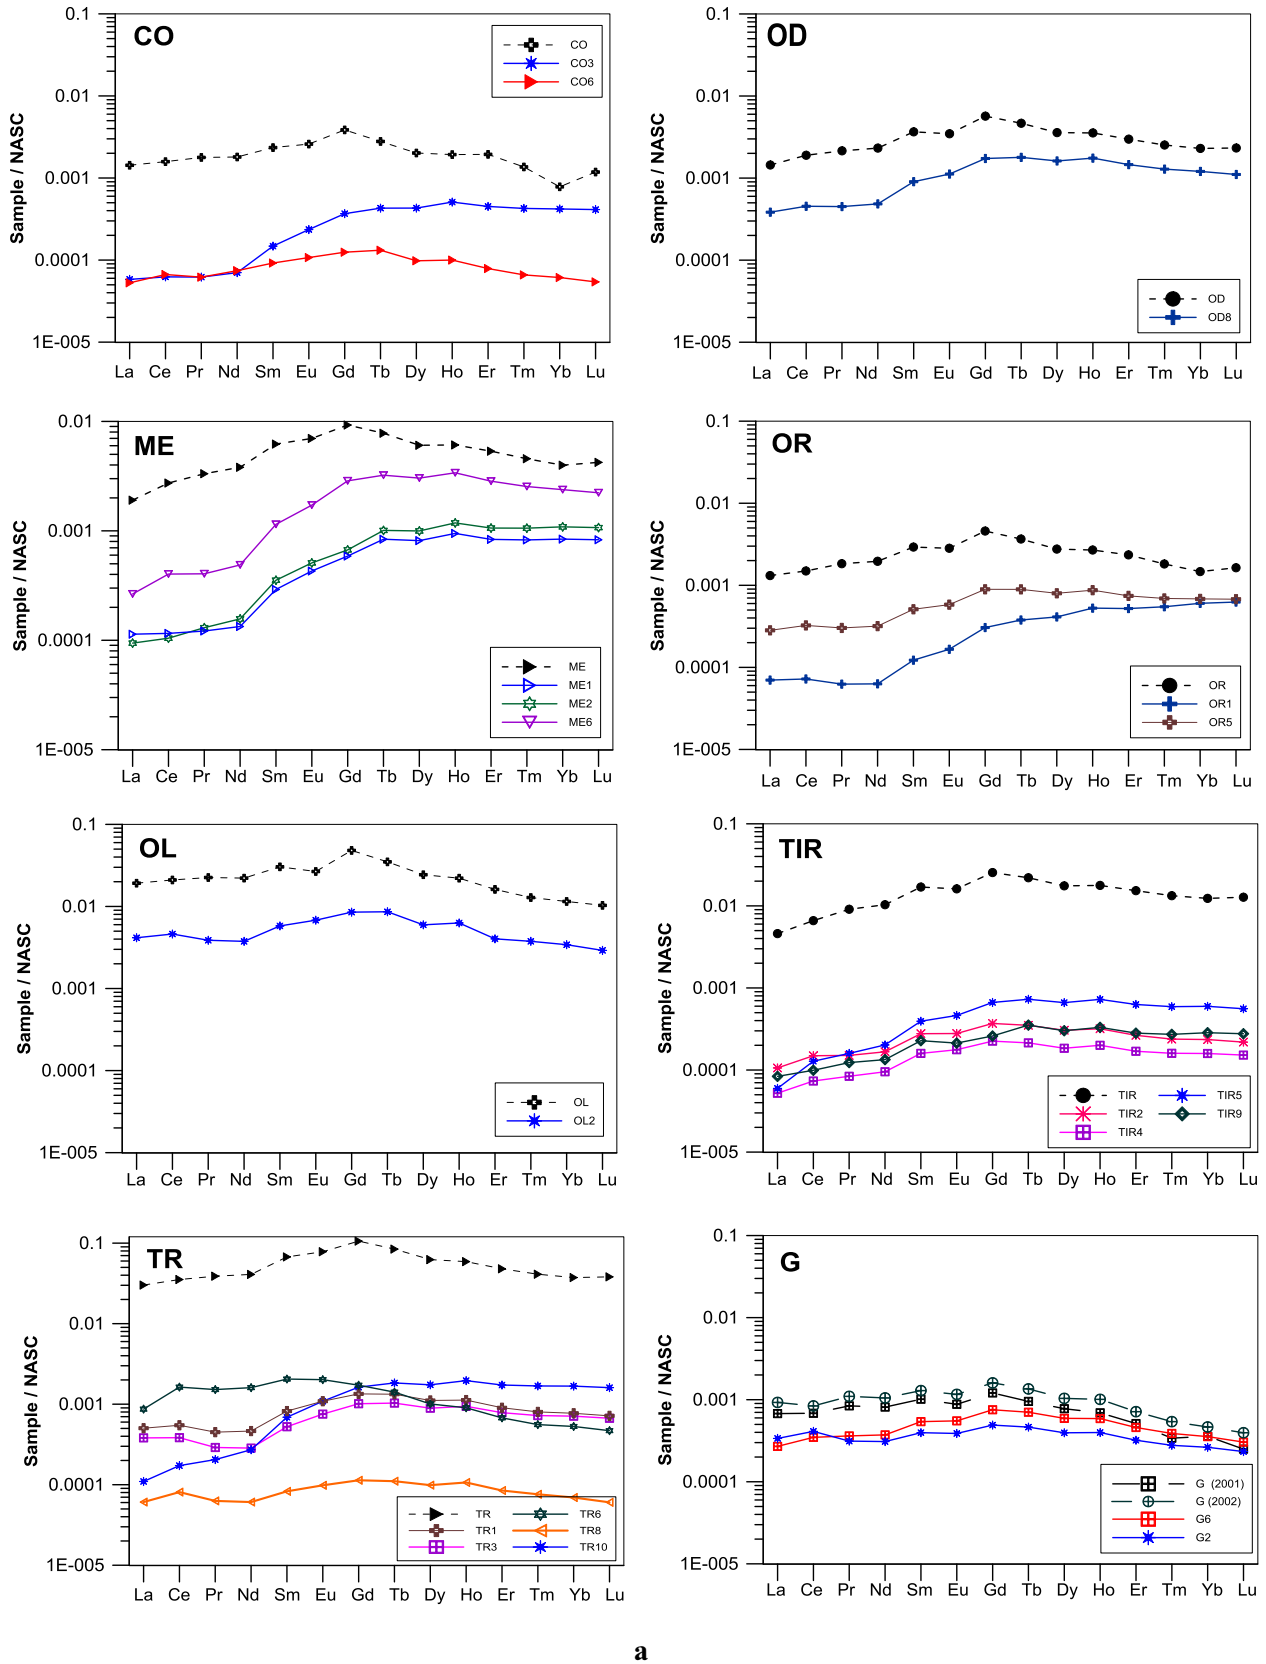 CO
0.1
0.01
0.001
0.0001
1E-005
Sample / NASC
CO
CO3
CO6
La Ce Pr Nd Sm Eu Gd Tb Dy Ho Er Tm Yb Lu
OD
0.1
0.01
0.001
0.0001
1E-005
Sample / NASC
OD
OD8
La Ce Pr Nd Sm Eu Gd Tb Dy Ho Er Tm Yb Lu
ME
0.01
0.001
0.0001
1E-005
Sample / NASC
ME
ME1
ME2
ME6
La Ce Pr Nd Sm Eu Gd Tb Dy Ho Er Tm Yb Lu
OR
0.1
0.01
0.001
0.0001
1E-005
Sample / NASC
OR
OR1
OR5
La Ce Pr Nd Sm Eu Gd Tb Dy Ho Er Tm Yb Lu
OL
0.1
0.01
0.001
0.0001
1E-005
Sample / NASC
OL
OL2
La Ce Pr Nd Sm Eu Gd Tb Dy Ho Er Tm Yb Lu
TIR
0.1
0.01
0.001
0.0001
1E-005
Sample / NASC
TIR TIR5
TIR2 TIR9
TIR4
La Ce Pr Nd Sm Eu Gd Tb Dy Ho Er Tm Yb Lu
TR
0.1
0.01
0.001
0.0001
1E-005
Sample / NASC
TR TR6
TR1 TR8
TR3 TR10
La Ce Pr Nd Sm Eu Gd Tb Dy Ho Er Tm Yb Lu
G
0.1
0.01
0.001
0.0001
1E-005
Sample / NASC
G (2001)
G (2002)
G6
G2
La Ce Pr Nd Sm Eu Gd Tb Dy Ho Er Tm Yb Lu
a